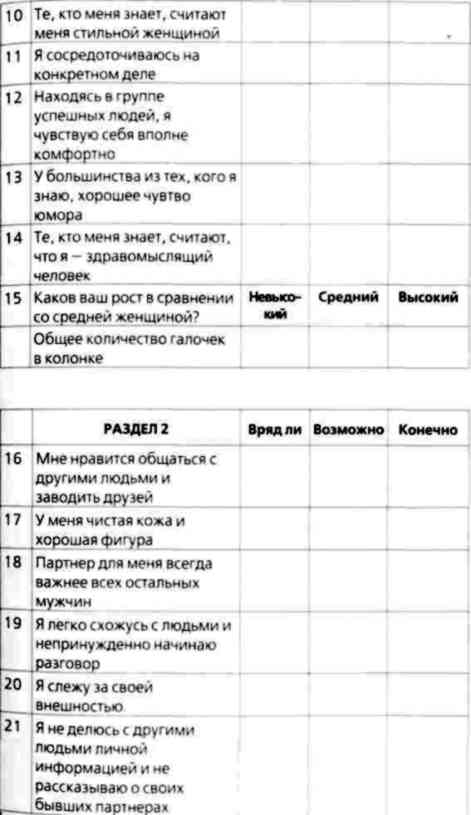 10 Те, кто меня знает, считают
меня стильной женщиной
11 Я сосредоточиваюсь на
конкретном деле
12 Находясь в группе
успешных людей, я
чувствую себя вполне
комфортно
13 У большинства из тех, кого я
знаю, хорошее чувтво
юмора
14 Те, кто меня знает, считают,
что я — здравомыслящий
человек
15 Каков ваш рост в сравнении Невысо- Средний Высокий
со средней женщиной? кий
Общее количество галочек
в колонке
РАЗДЕЛ 2 Вряд ли Возможно Конечно
16 Мне нравится общаться с
другими людьми и
заводить друзей
17 У меня чистая кожа и
хорошая фигура
18 Партнер для меня всегда
важнее всех остальных
мужчин
19 Я легко схожусь с людьми и
непринужденно начинаю
разговор
20 Я слежу за своей
внешностью
21 Я не делюсь с другими
людьми личной
информацией и не
рассказываю о своих
бывших партнерах